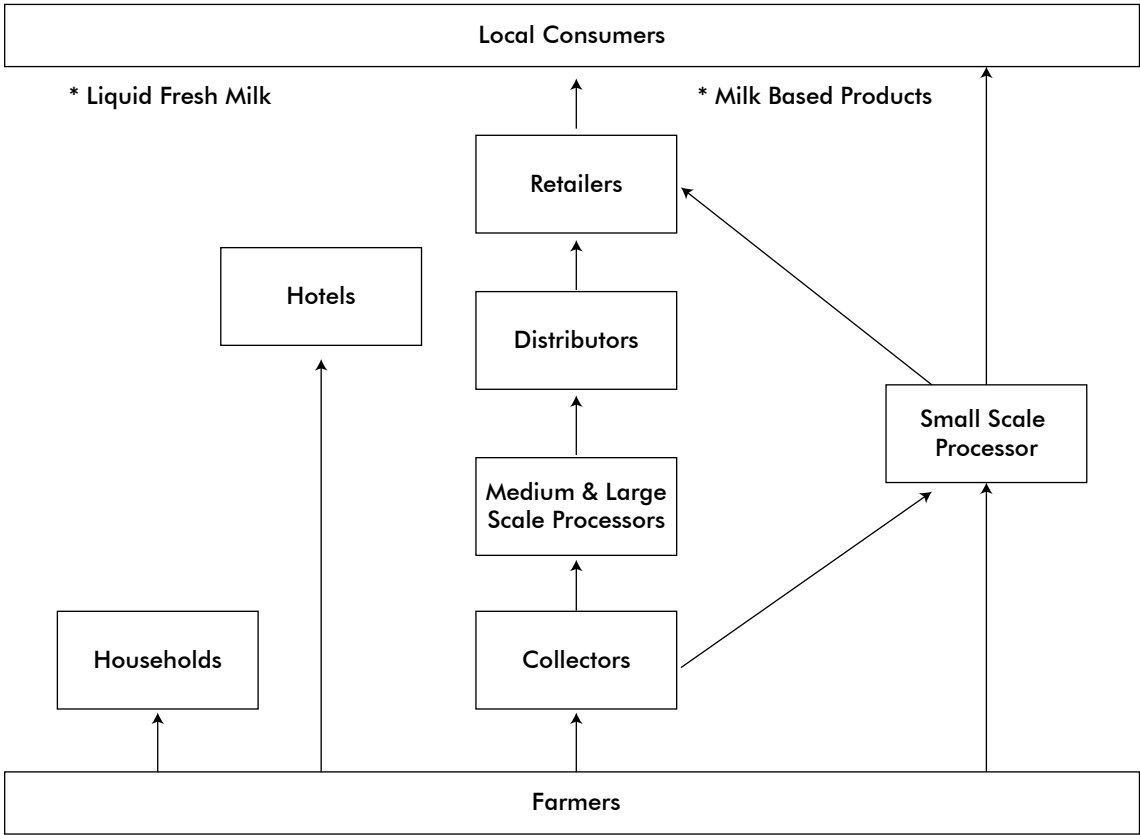 Local Consumers
* Liquid Fresh Milk
* Milk Based Products
Retailers
Hotels
Distributors
Small Scale
Processor
Medium & Large
Scale Processors
Households
Collectors
Farmers